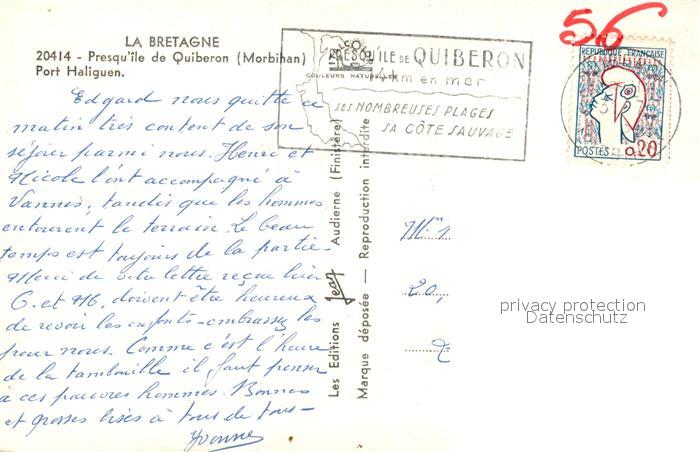 56
LA BRETAGNE
20414 - Presqu'île de Quiberon (Morbihan)
Port Haliguen.
ITALCOLOR
COULEURS NATURELLES
PRESQU'ILE DE QUIBERON
14 km en mer
SES NOMBREUSES PLAGES
SA CÔTE SAUVAGE
REPUBLIQUE FRANÇAISE
POSTES 0,20
Edgard nous quitte ce
matin très content de son
séjour parmi nous. Henri et
Nicole l'ont accompagné à
Vannes, tandis que les hommes
entourent le terrain. Le beau
temps est toujours de la partie.
Merci de votre lettre reçue hier
G. et M. doivent être heureux
de revoir les enfants - embrassez les
pour nous. Comme c'est l'heure
de la tambouille il faut penser
à ces pauvres hommes. Bonnes
et grosses bises à tous de tous -
Yvonne
Les Editions Jean Audierne (Finistère)
Marque déposée — Reproduction interdite
20,
privacy protection
Datenschutz